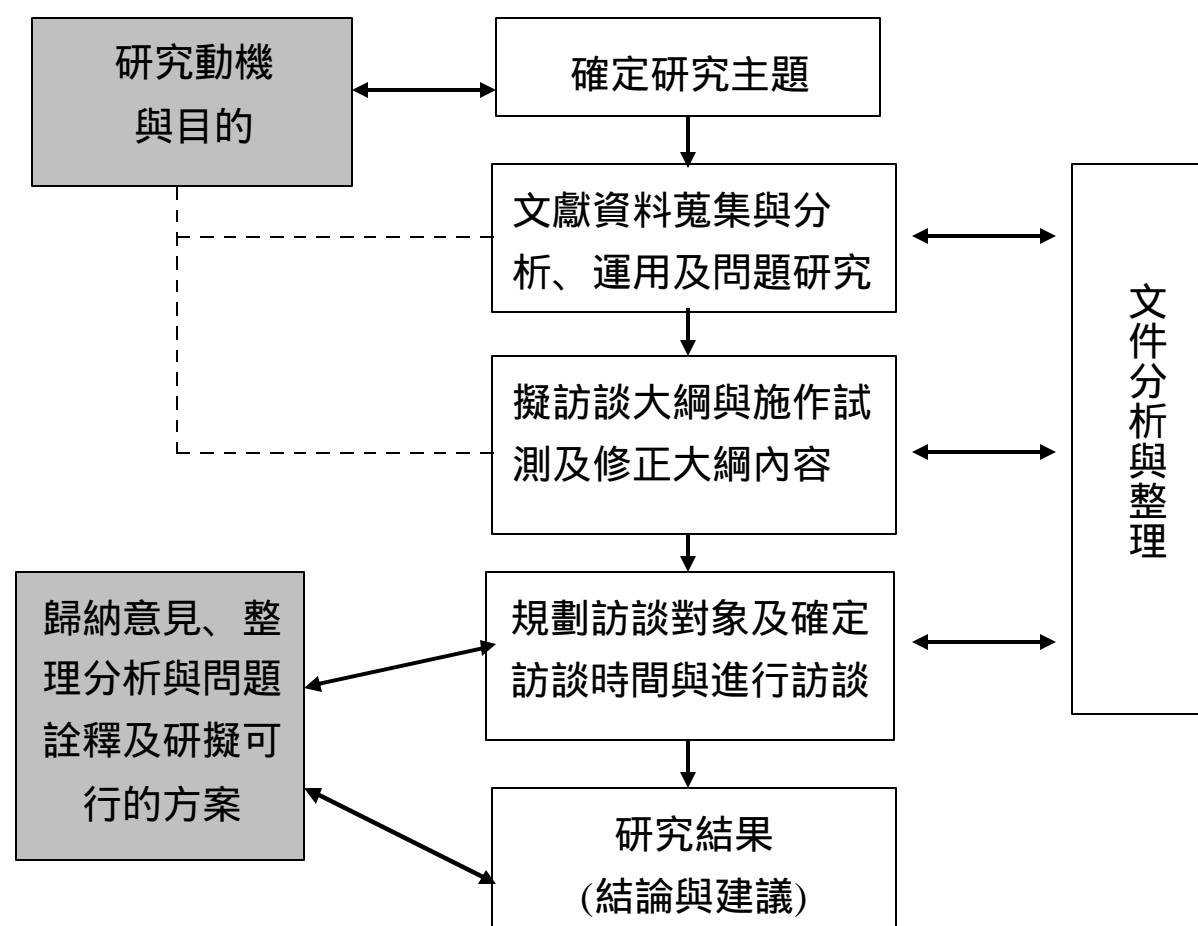 研究動機
與目的
確定研究主題
文獻資料蒐集與分
析、運用及問題研究
擬訪談大綱與施作試
測及修正大綱內容
文件分析與整理
歸納意見、整
理分析與問題
詮釋及研擬可
行的方案
規劃訪談對象及確定
訪談時間與進行訪談
研究結果
(結論與建議)